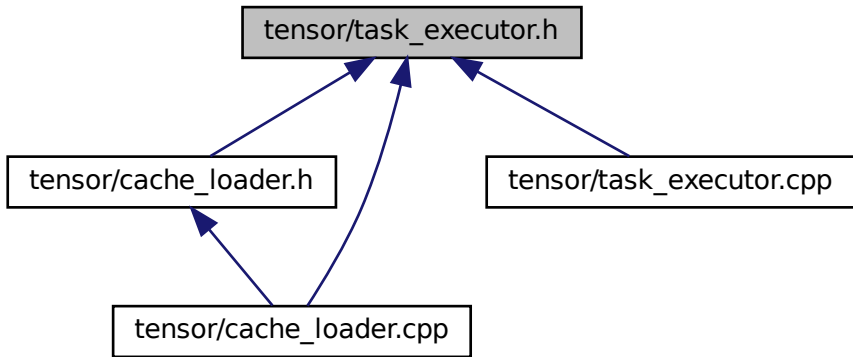 tensor/task_executor.h
tensor/cache_loader.h
tensor/task_executor.cpp
tensor/cache_loader.cpp